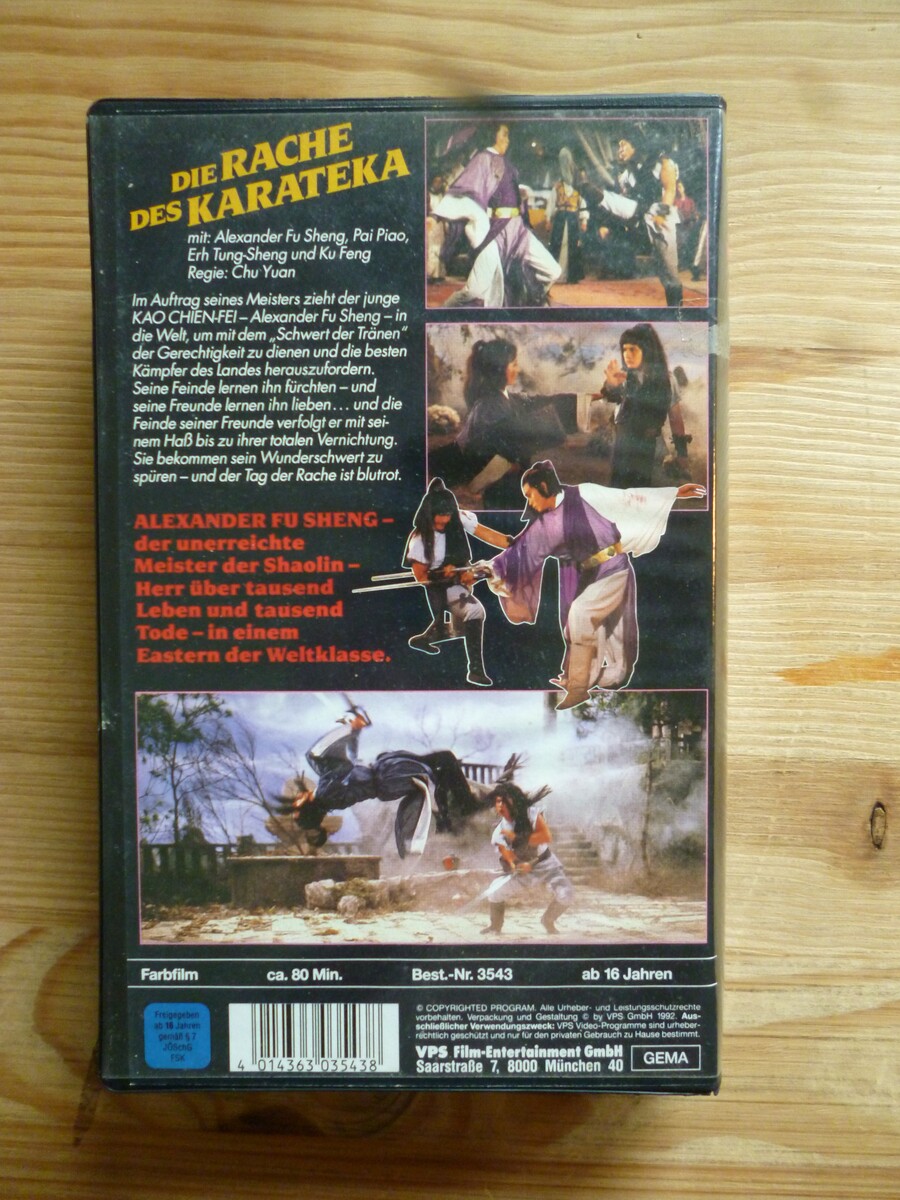 DIE RACHE
DES KARATEKA
mit: Alexander Fu Sheng, Pai Piao,
Erh Tung-Sheng und Ku Feng
Regie: Chu Yuan
Im Auftrag seines Meisters zieht der junge
KAO CHIEN-FEI – Alexander Fu Sheng – in
die Welt, um mit dem „Schwert der Tränen“
der Gerechtigkeit zu dienen und die besten
Kämpfer des Landes herauszufordern.
Seine Feinde lernen ihn fürchten – und
seine Freunde lernen ihn lieben... und die
Feinde seiner Freunde verfolgt er mit sei-
nem Haß bis zu ihrer totalen Vernichtung.
Sie bekommen sein Wunderschwert zu
spüren – und der Tag der Rache ist blutrot.
ALEXANDER FU SHENG –
der unerreichte
Meister der Shaolin –
Herr über tausend
Leben und tausend
Tode – in einem
Eastern der Weltklasse.
Farbfilm ca. 80 Min. Best.-Nr. 3543 ab 16 Jahren
Freigegeben
ab 16 Jahren
gemäß § 7
JÖSchG
FSK
4 014363 035438
© COPYRIGHTED PROGRAM. Alle Urheber- und Leistungsschutzrechte
vorbehalten. Verpackung und Gestaltung © by VPS GmbH 1992. Aus-
schließlicher Verwendungszweck: VPS Video-Programme sind urheber-
rechtlich geschützt und nur für den privaten Gebrauch zu Hause bestimmt.
VPS Film-Entertainment GmbH
Saarstraße 7, 8000 München 40
GEMA